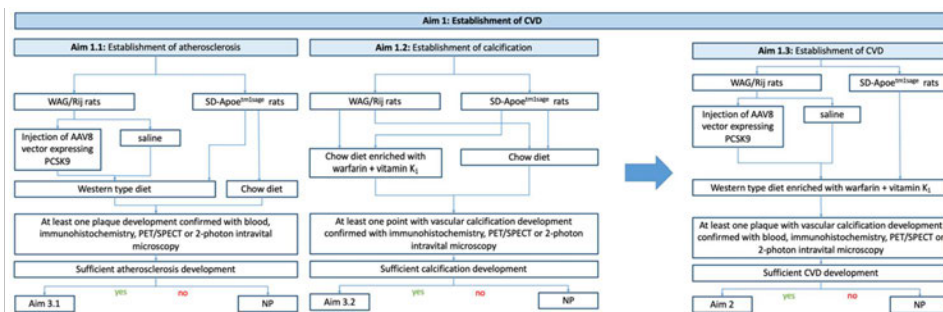 Aim 1: Establishment of CVD
Aim 1.1: Establishment of atherosclerosis
WAG/Rij rats
SD-Apoe^tm1sage rats
Injection of AAV8
vector expressing
PCSK9
saline
Western type diet
Chow diet
At least one plaque development confirmed with blood,
immunohistochemistry, PET/SPECT or 2-photon intravital
microscopy
Sufficient atherosclerosis development
yes
no
Aim 3.1
NP
Aim 1.2: Establishment of calcification
WAG/Rij rats
SD-Apoe^tm1sage rats
Chow diet enriched with
warfarin + vitamin K₁
Chow diet
At least one point with vascular calcification development
confirmed with immunohistochemistry, PET/SPECT or 2-photon
intravital microscopy
Sufficient calcification development
yes
no
Aim 3.2
NP
Aim 1.3: Establishment of CVD
WAG/Rij rats
SD-Apoe^tm1sage rats
Injection of AAV8
vector expressing
PCSK9
saline
Western type diet enriched with warfarin + vitamin K₁
At least one plaque with vascular calcification development
confirmed with blood, immunohistochemistry, PET/SPECT or
2-photon intravital microscopy
Sufficient CVD development
yes
no
Aim 2
NP